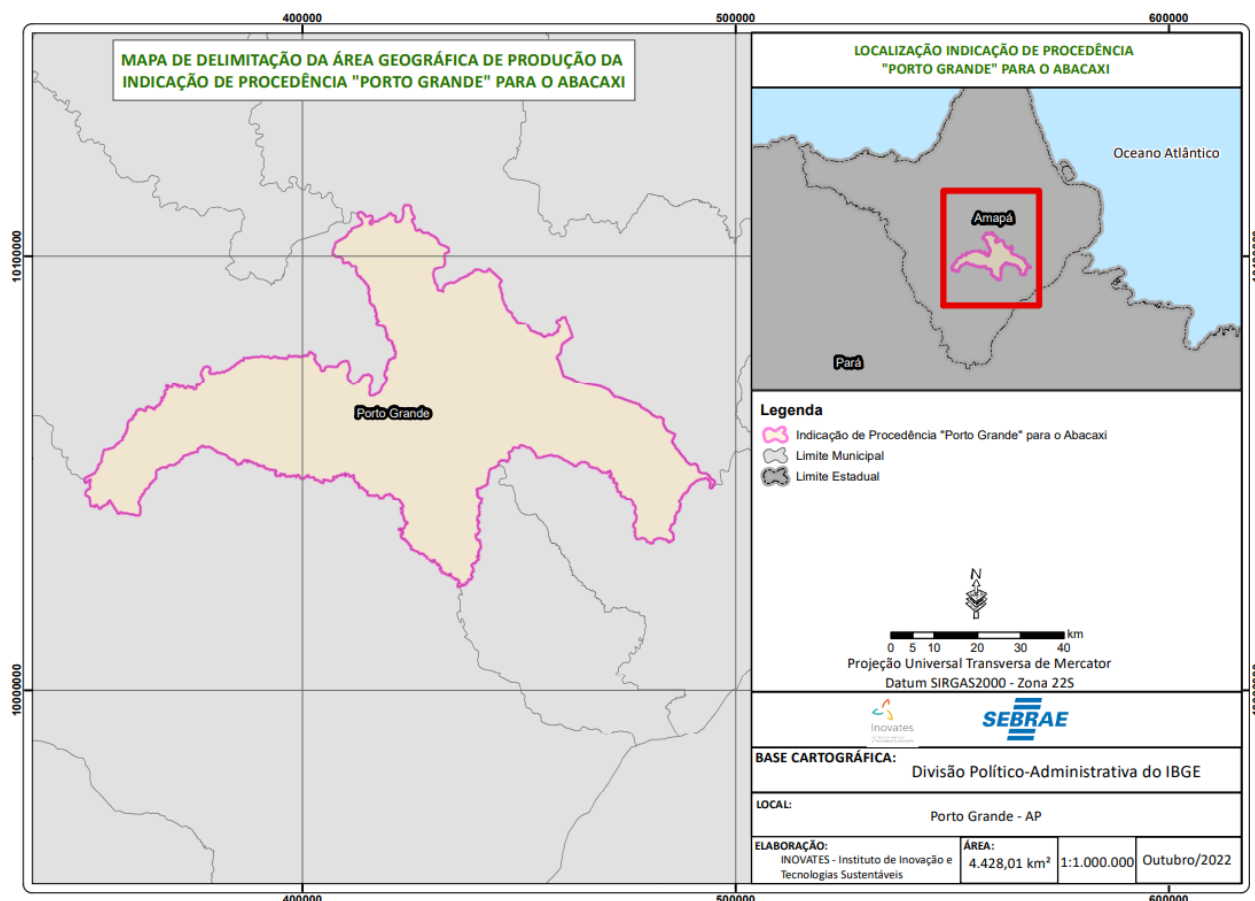 400000
500000
600000
MAPA DE DELIMITAÇÃO DA ÁREA GEOGRÁFICA DE PRODUÇÃO DA
INDICAÇÃO DE PROCEDÊNCIA "PORTO GRANDE" PARA O ABACAXI
LOCALIZAÇÃO INDICAÇÃO DE PROCEDÊNCIA
"PORTO GRANDE" PARA O ABACAXI
Oceano Atlântico
Amapá
Pará
10100000
Porto Grande
Legenda
Indicação de Procedência "Porto Grande" para o Abacaxi
Limite Municipal
Limite Estadual
N
0 5 10 20 30 40 km
Projeção Universal Transversa de Mercator
Datum SIRGAS2000 - Zona 22S
10000000
inovates
SEBRAE
BASE CARTOGRÁFICA: Divisão Político-Administrativa do IBGE
LOCAL:
Porto Grande - AP
ELABORAÇÃO:
INOVATES - Instituto de Inovação e
Tecnologias Sustentáveis
ÁREA:
4.428,01 km²
1:1.000.000
Outubro/2022
400000
500000
600000